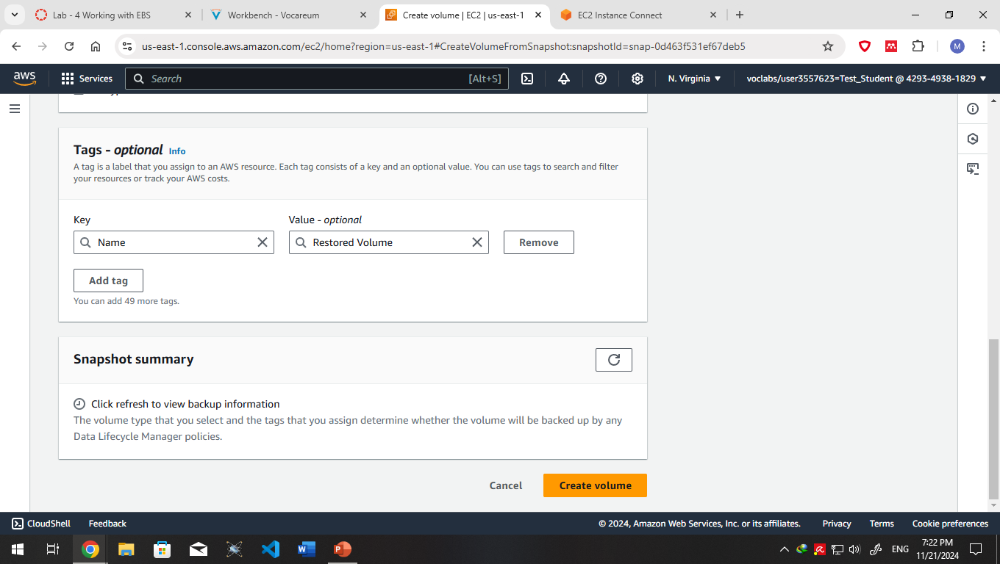 Lab - 4 Working with EBS
Workbench - Vocareum
Create volume | EC2 | us-east-1
EC2 Instance Connect
us-east-1.console.aws.amazon.com/ec2/home?region=us-east-1#CreateVolumeFromSnapshot:snapshotId=snap-0d463f531ef67deb5
M
aws
Services
Search
[Alt+S]
N. Virginia
voclabs/user3557623=Test_Student @ 4293-4938-1829
Tags - optional Info
A tag is a label that you assign to an AWS resource. Each tag consists of a key and an optional value. You can use tags to search and filter
your resources or track your AWS costs.
Key
Value - optional
Name
Restored Volume
Remove
Add tag
You can add 49 more tags.
Snapshot summary
Click refresh to view backup information
The volume type that you select and the tags that you assign determine whether the volume will be backed up by any
Data Lifecycle Manager policies.
Cancel
Create volume
CloudShell
Feedback
© 2024, Amazon Web Services, Inc. or its affiliates.
Privacy
Terms
Cookie preferences
ENG
7:22 PM
11/21/2024